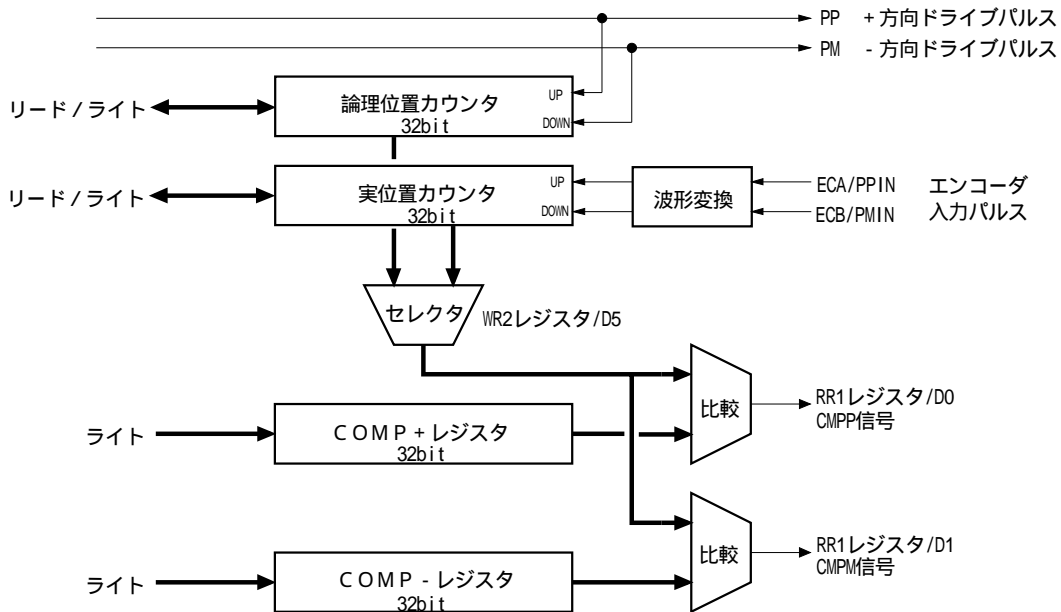 PP +方向ドライブパルス
PM -方向ドライブパルス
論理位置カウンタ
32bit
UP
DOWN
リード/ライト
実位置カウンタ
32bit
UP
DOWN
リード/ライト
波形変換
ECA/PPIN
ECB/PMIN
エンコーダ
入力パルス
セレクタ
WR2レジスタ/D5
比較
RR1レジスタ/D0
CMPP信号
ライト
COMP+レジスタ
32bit
比較
RR1レジスタ/D1
CMPM信号
ライト
COMP-レジスタ
32bit